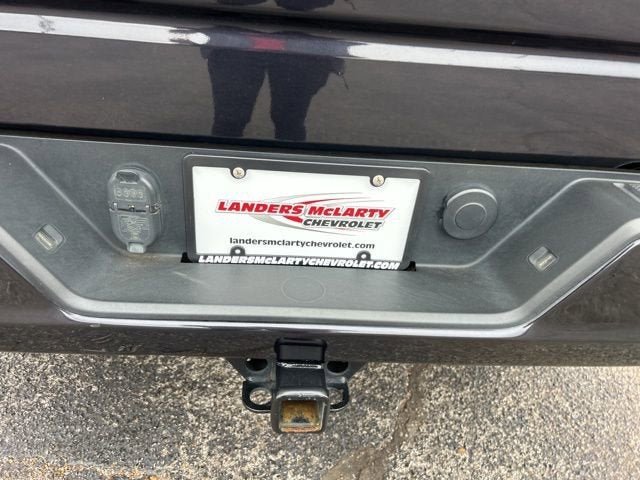 LANDERS McLARTY
CHEVROLET
landersmclartychevrolet.com
LANDERSMCLARTYCHEVROLET.COM